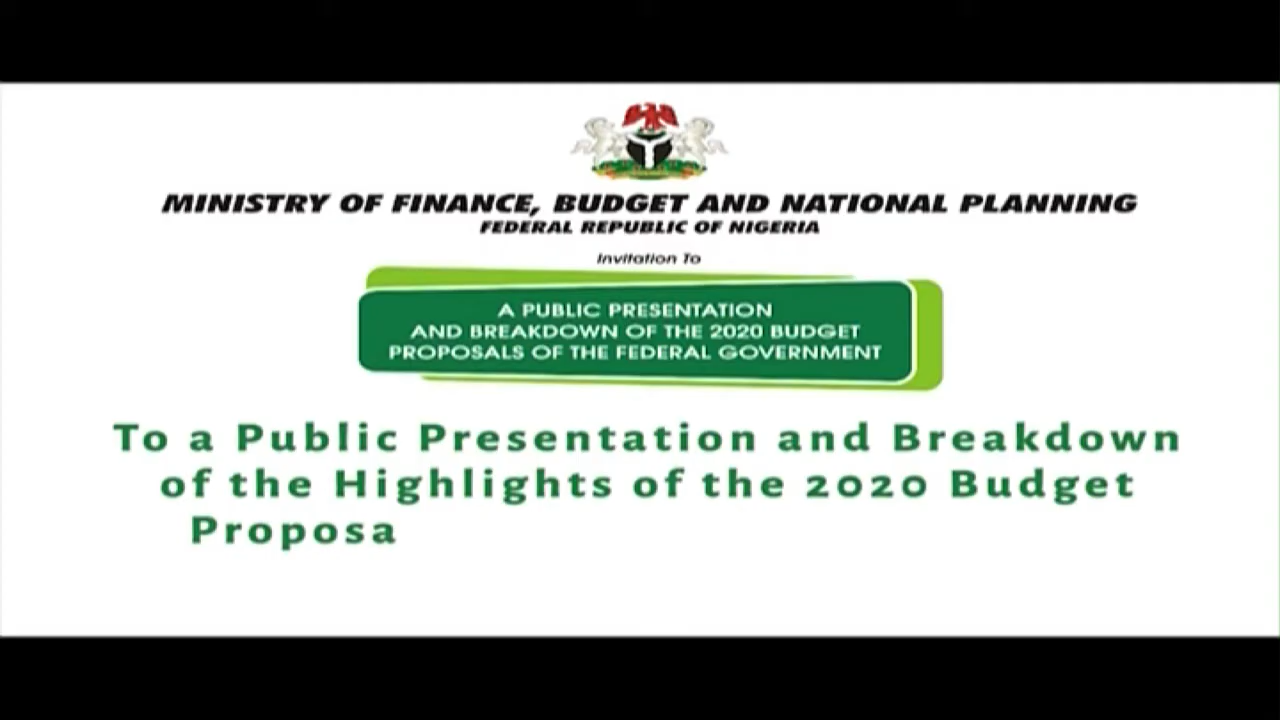 MINISTRY OF FINANCE, BUDGET AND NATIONAL PLANNING
FEDERAL REPUBLIC OF NIGERIA
Invitation To
A PUBLIC PRESENTATION
AND BREAKDOWN OF THE 2020 BUDGET
PROPOSALS OF THE FEDERAL GOVERNMENT
To a Public Presentation and Breakdown
of the Highlights of the 2020 Budget
Proposa